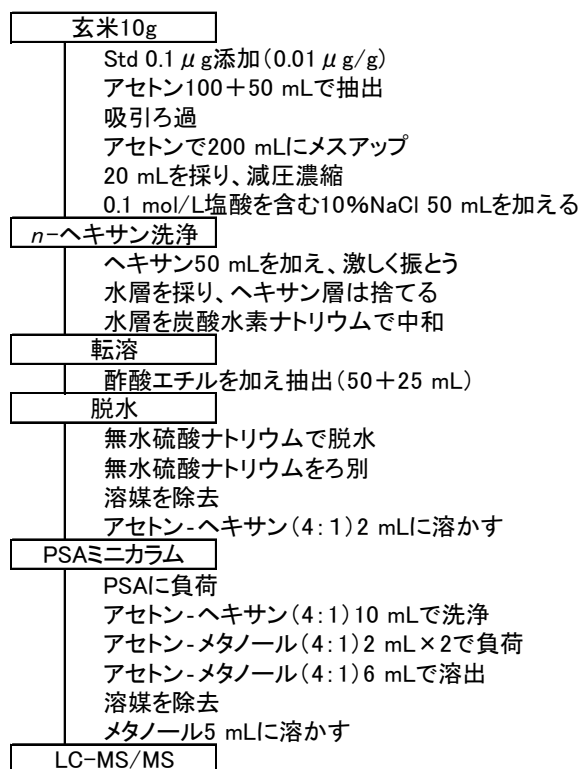 玄米10g
Std 0.1μg添加(0.01μg/g)
アセトン100+50 mLで抽出
吸引ろ過
アセトンで200 mLにメスアップ
20 mLを採り、減圧濃縮
0.1 mol/L塩酸を含む10%NaCl 50 mLを加える
n-ヘキサン洗浄
ヘキサン50 mLを加え、激しく振とう
水層を採り、ヘキサン層は捨てる
水層を炭酸水素ナトリウムで中和
転溶
酢酸エチルを加え抽出(50+25 mL)
脱水
無水硫酸ナトリウムで脱水
無水硫酸ナトリウムをろ別
溶媒を除去
アセトン-ヘキサン(4:1)2 mLに溶かす
PSAミニカラム
PSAに負荷
アセトン-ヘキサン(4:1)10 mLで洗浄
アセトン-メタノール(4:1)2 mL×2で負荷
アセトン-メタノール(4:1)6 mLで溶出
溶媒を除去
メタノール5 mLに溶かす
LC-MS/MS